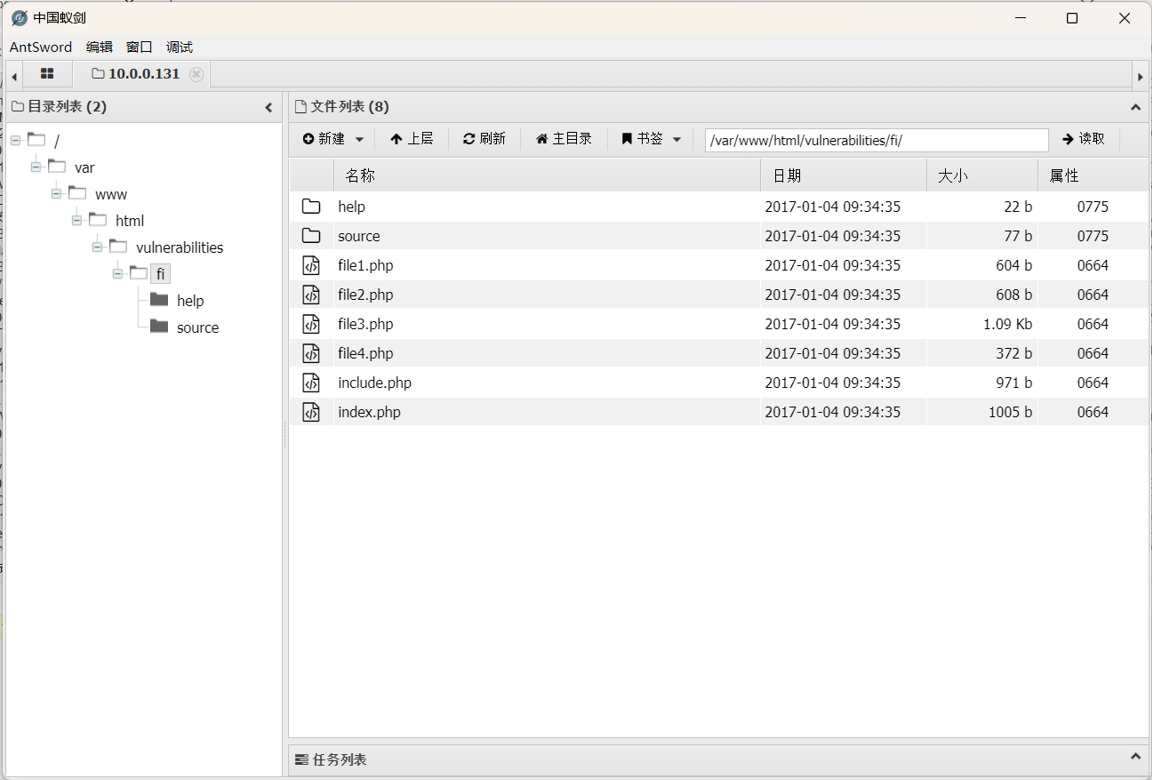 中国蚁剑
AntSword 编辑 窗口 调试
10.0.0.131
目录列表 (2)
/
var
www
html
vulnerabilities
fi
help
source
文件列表 (8)
新建 上层 刷新 主目录 书签 /var/www/html/vulnerabilities/fi/ 读取
名称 日期 大小 属性
help 2017-01-04 09:34:35 22 b 0775
source 2017-01-04 09:34:35 77 b 0775
file1.php 2017-01-04 09:34:35 604 b 0664
file2.php 2017-01-04 09:34:35 608 b 0664
file3.php 2017-01-04 09:34:35 1.09 Kb 0664
file4.php 2017-01-04 09:34:35 372 b 0664
include.php 2017-01-04 09:34:35 971 b 0664
index.php 2017-01-04 09:34:35 1005 b 0664
任务列表